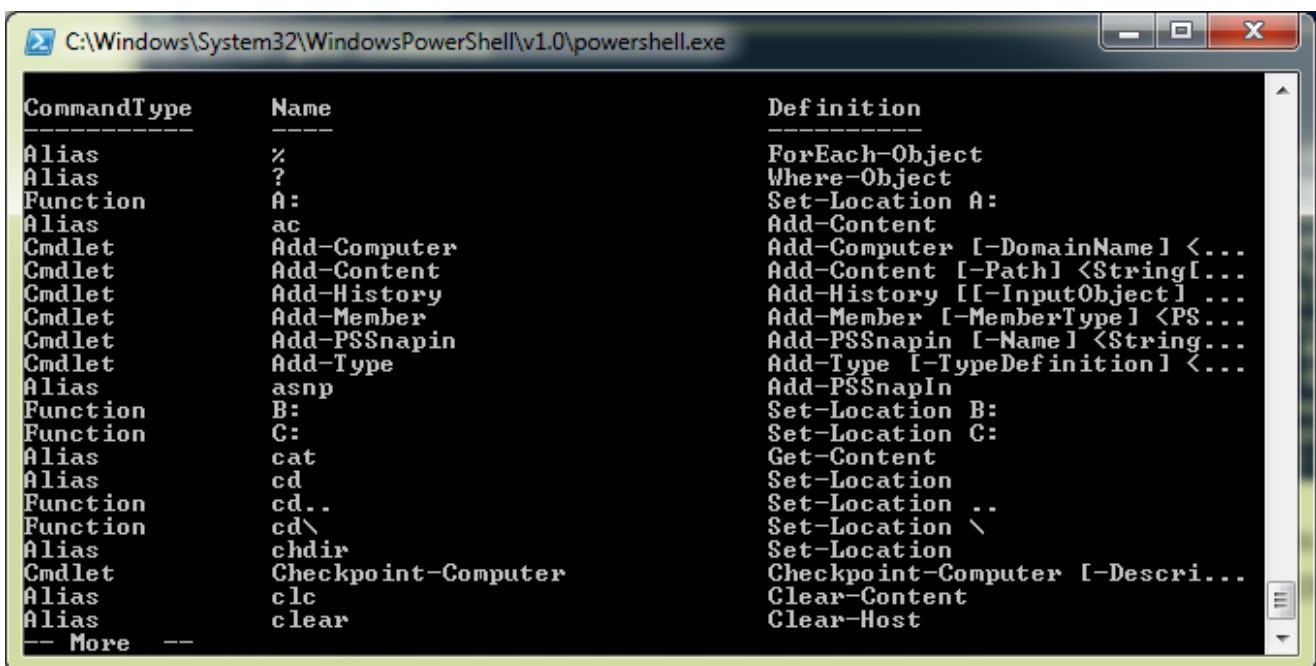 C:\Windows\System32\WindowsPowerShell\v1.0\powershell.exe
CommandType Name Definition
----------- ---- ----------
Alias % ForEach-Object
Alias ? Where-Object
Function A: Set-Location A:
Alias ac Add-Content
Cmdlet Add-Computer Add-Computer [-DomainName] <...
Cmdlet Add-Content Add-Content [-Path] <String[...
Cmdlet Add-History Add-History [[-InputObject] ...
Cmdlet Add-Member Add-Member [-MemberType] <PS...
Cmdlet Add-PSSnapin Add-PSSnapin [-Name] <String...
Cmdlet Add-Type Add-Type [-TypeDefinition] <...
Alias asnp Add-PSSnapIn
Function B: Set-Location B:
Function C: Set-Location C:
Alias cat Get-Content
Alias cd Set-Location
Function cd.. Set-Location ..
Function cd\ Set-Location \
Alias chdir Set-Location
Cmdlet Checkpoint-Computer Checkpoint-Computer [-Descri...
Alias clc Clear-Content
Alias clear Clear-Host
-- More --